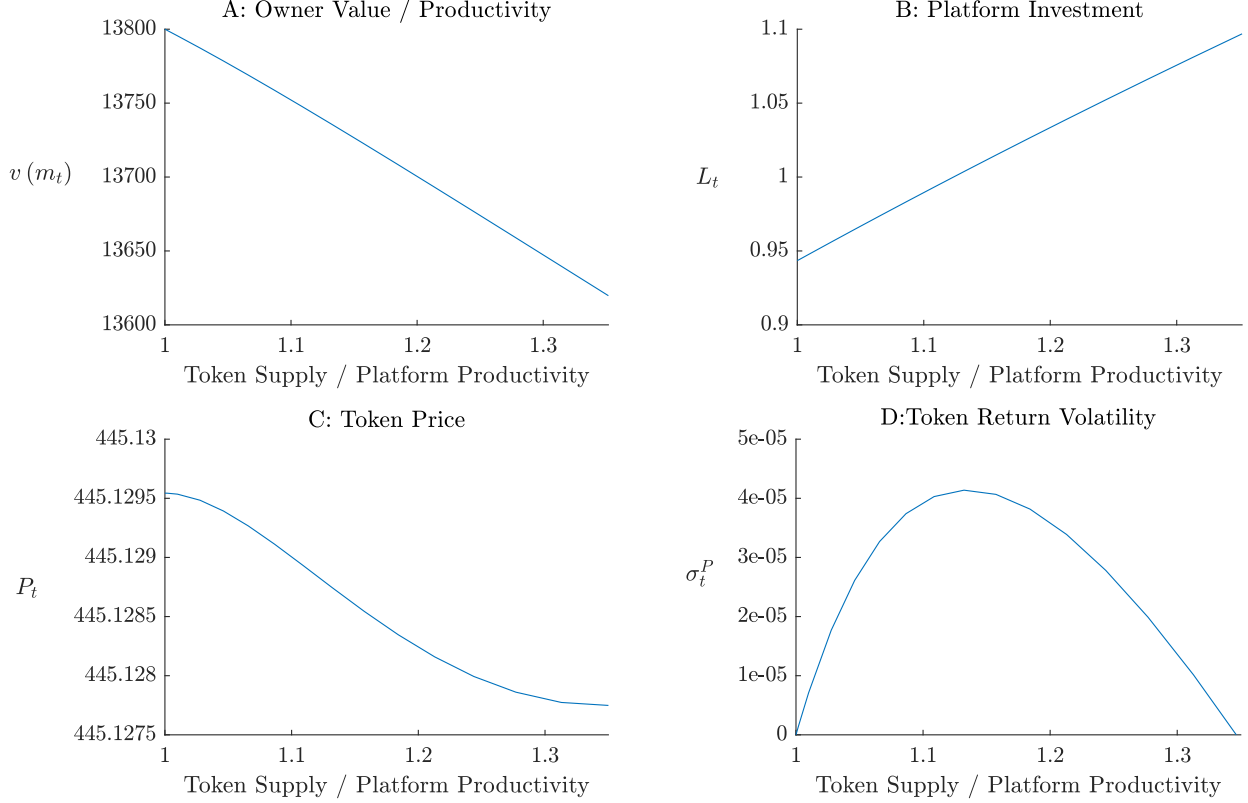 A: Owner Value / Productivity
13800
13750
13700
13650
13600
v (m_t)
1 1.1 1.2 1.3
Token Supply / Platform Productivity
B: Platform Investment
1.1
1.05
1
0.95
0.9
L_t
1 1.1 1.2 1.3
Token Supply / Platform Productivity
C: Token Price
445.13
445.1295
445.129
445.1285
445.128
445.1275
P_t
1 1.1 1.2 1.3
Token Supply / Platform Productivity
D:Token Return Volatility
5e-05
4e-05
3e-05
2e-05
1e-05
0
σ_t^P
1 1.1 1.2 1.3
Token Supply / Platform Productivity